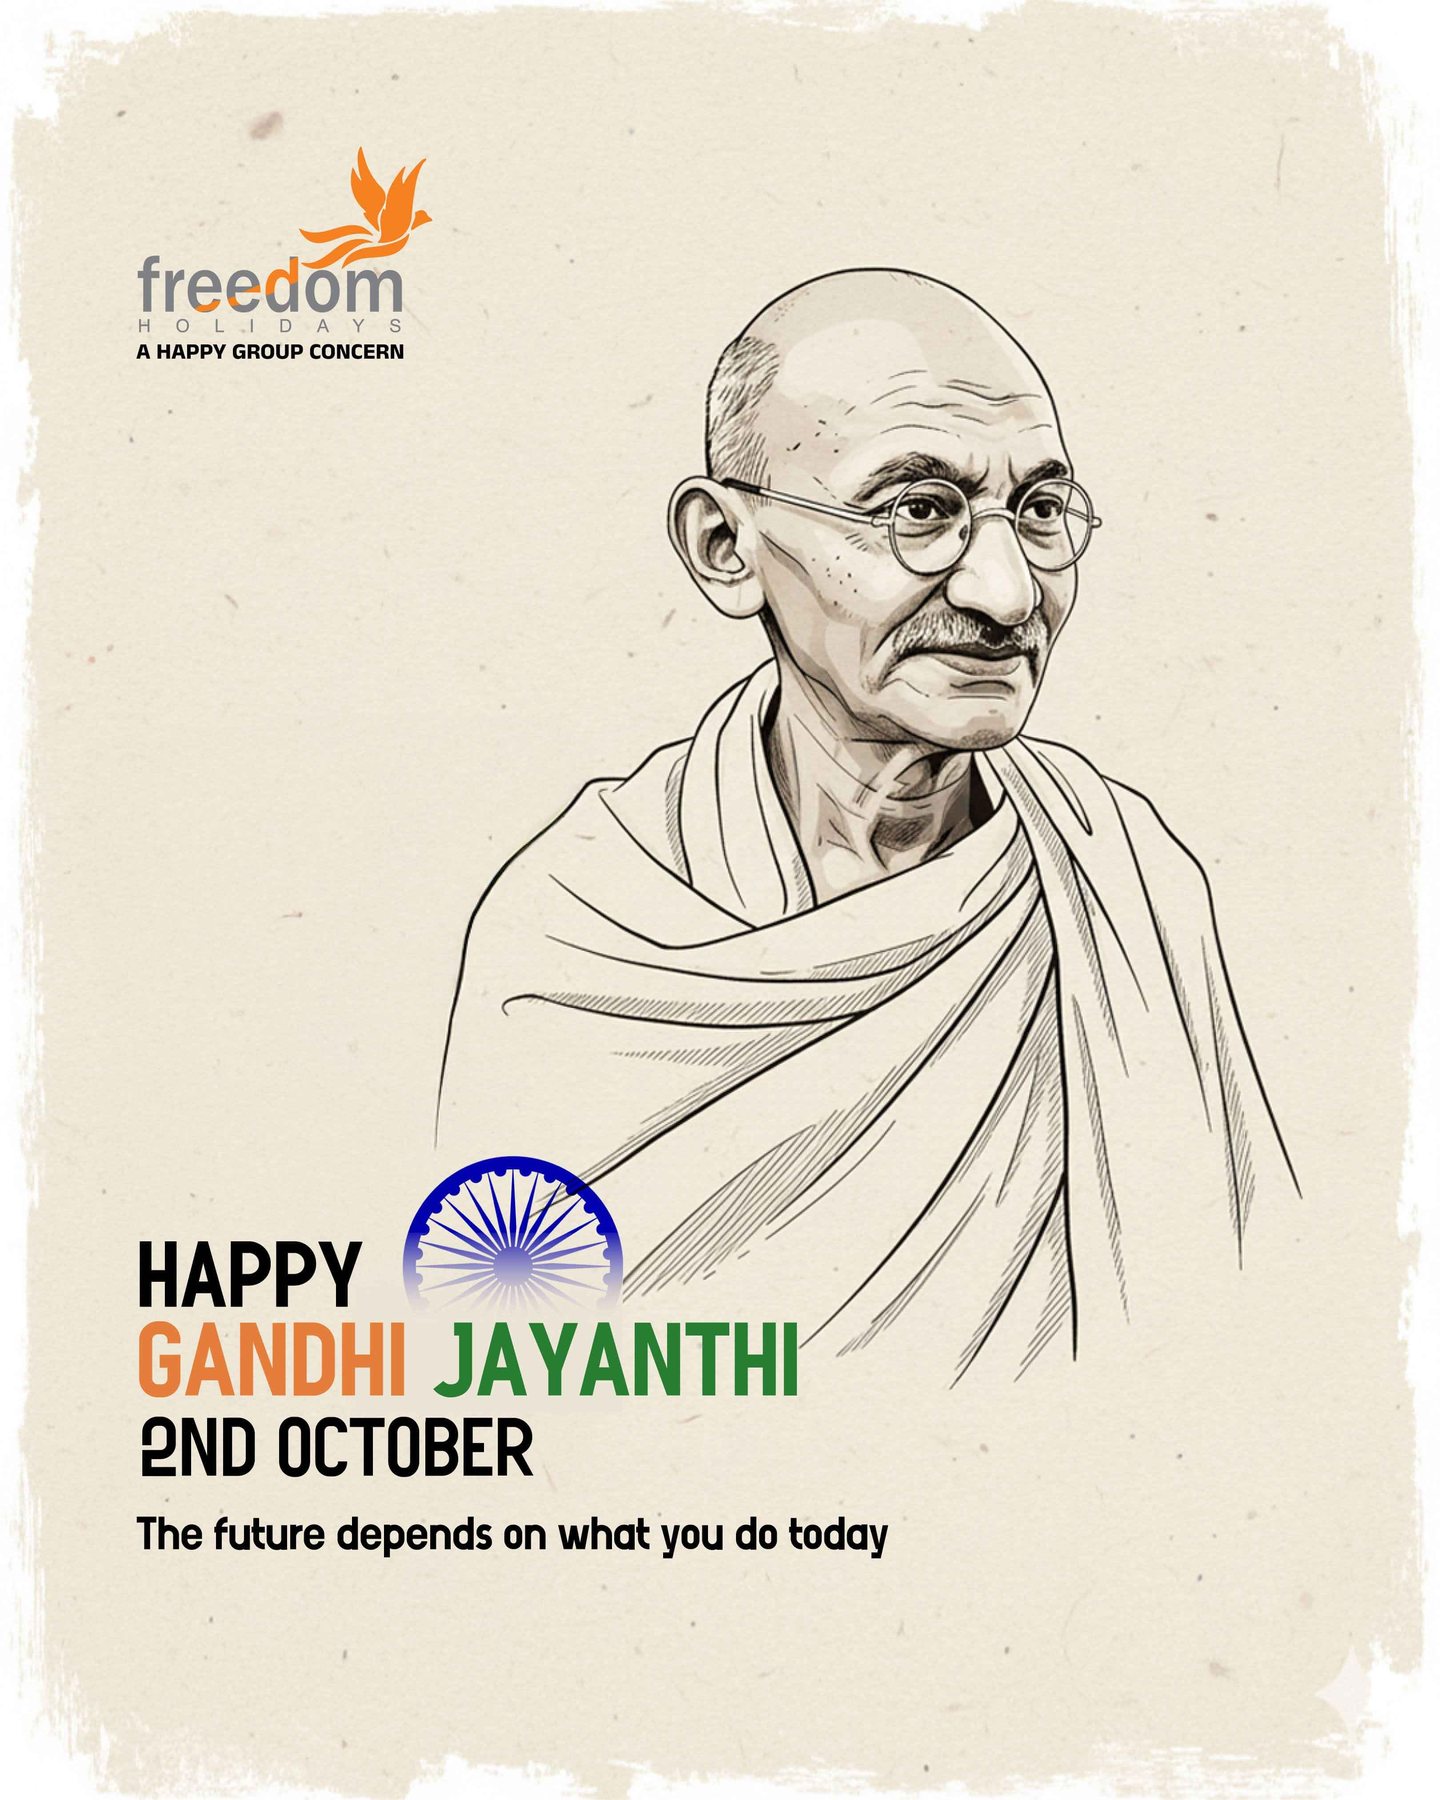 freedom
HOLIDAYS
A HAPPY GROUP CONCERN
HAPPY
GANDHI JAYANTHI
2ND OCTOBER
The future depends on what you do today